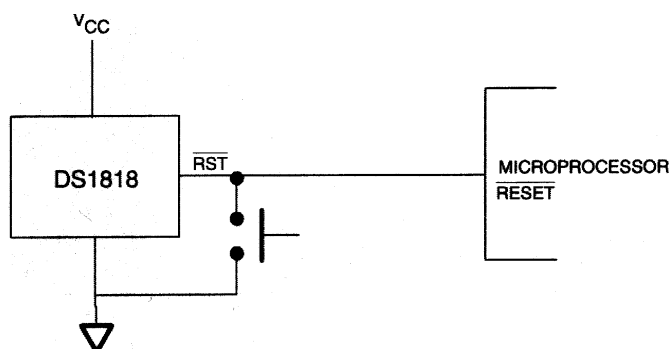 VCC
DS1818
RST
MICROPROCESSOR
RESET